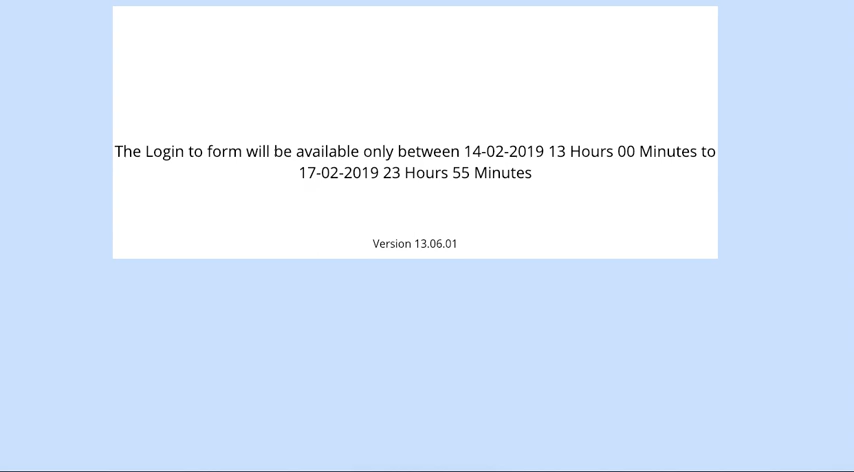 The Login to form will be available only between 14-02-2019 13 Hours 00 Minutes to
17-02-2019 23 Hours 55 Minutes
Version 13.06.01